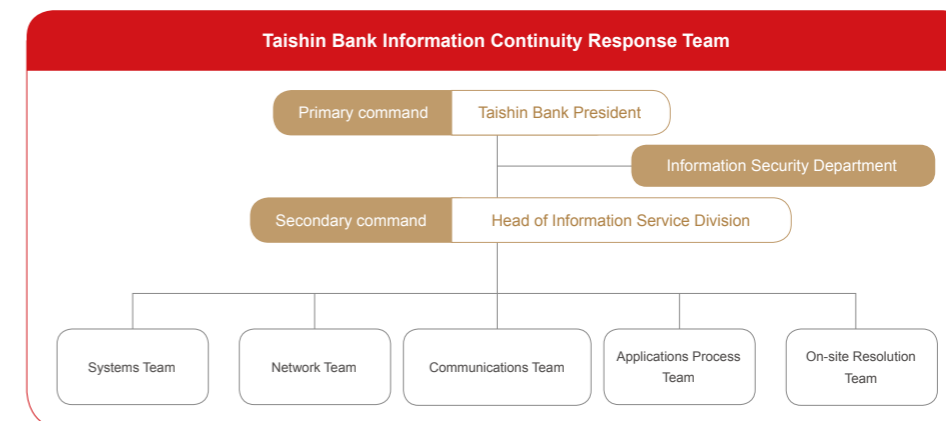 Taishin Bank Information Continuity Response Team
Primary command
Taishin Bank President
Information Security Department
Secondary command
Head of Information Service Division
Systems Team
Network Team
Communications Team
Applications Process
Team
On-site Resolution
Team